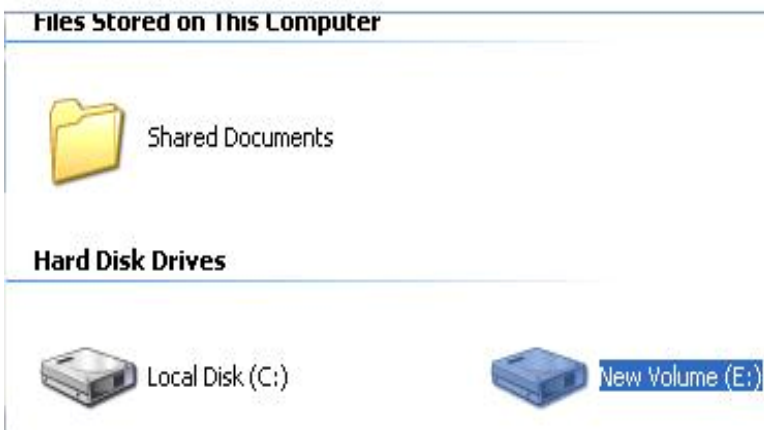 Files Stored on This Computer
Shared Documents
Hard Disk Drives
Local Disk (C:)
New Volume (E:)